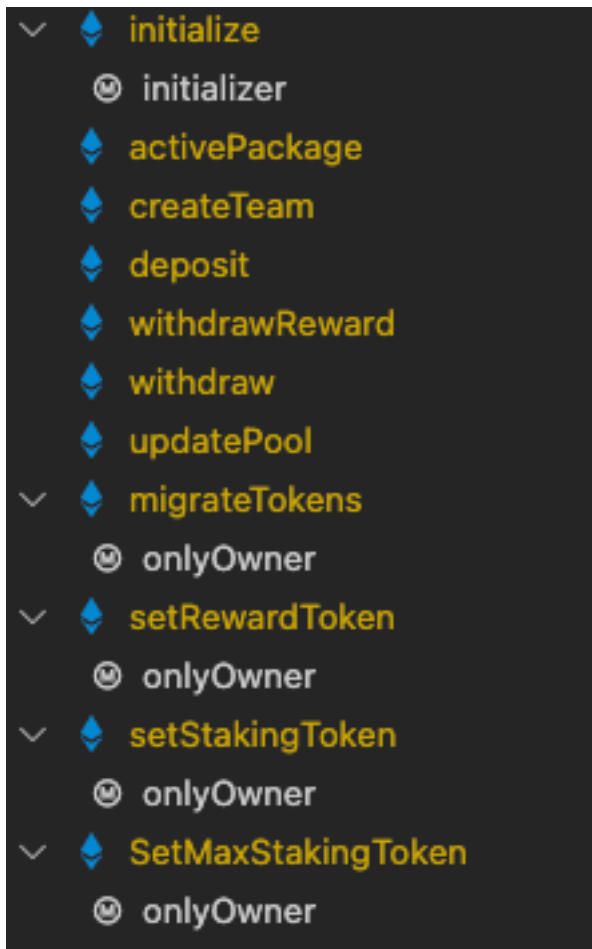 initialize
initializer
activePackage
createTeam
deposit
withdrawReward
withdraw
updatePool
migrateTokens
onlyOwner
setRewardToken
onlyOwner
setStakingToken
onlyOwner
SetMaxStakingToken
onlyOwner